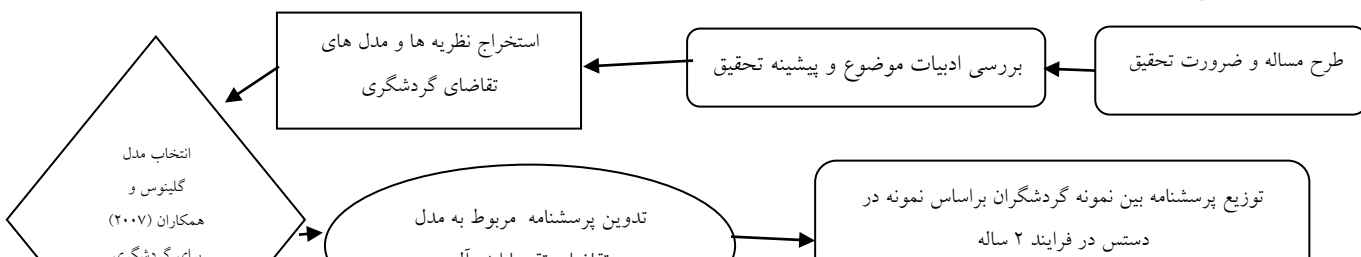 طرح مساله و ضرورت تحقیق
بررسی ادبیات موضوع و پیشینه تحقیق
استخراج نظریه ها و مدل های
تقاضای گردشگری
انتخاب مدل
گلینوس و
همکاران (۲۰۰۷)
برای گردشگری
تدوین پرسشنامه مربوط به مدل
توزیع پرسشنامه بین نمونه گردشگران براساس نمونه در
دستس در فرایند ۲ ساله